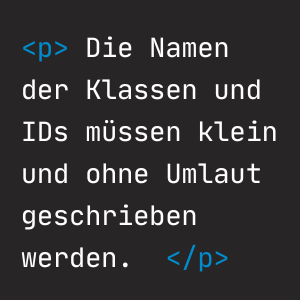 <p> Die Namen
der Klassen und
IDs müssen klein
und ohne Umlaut
geschrieben
werden.  </p>